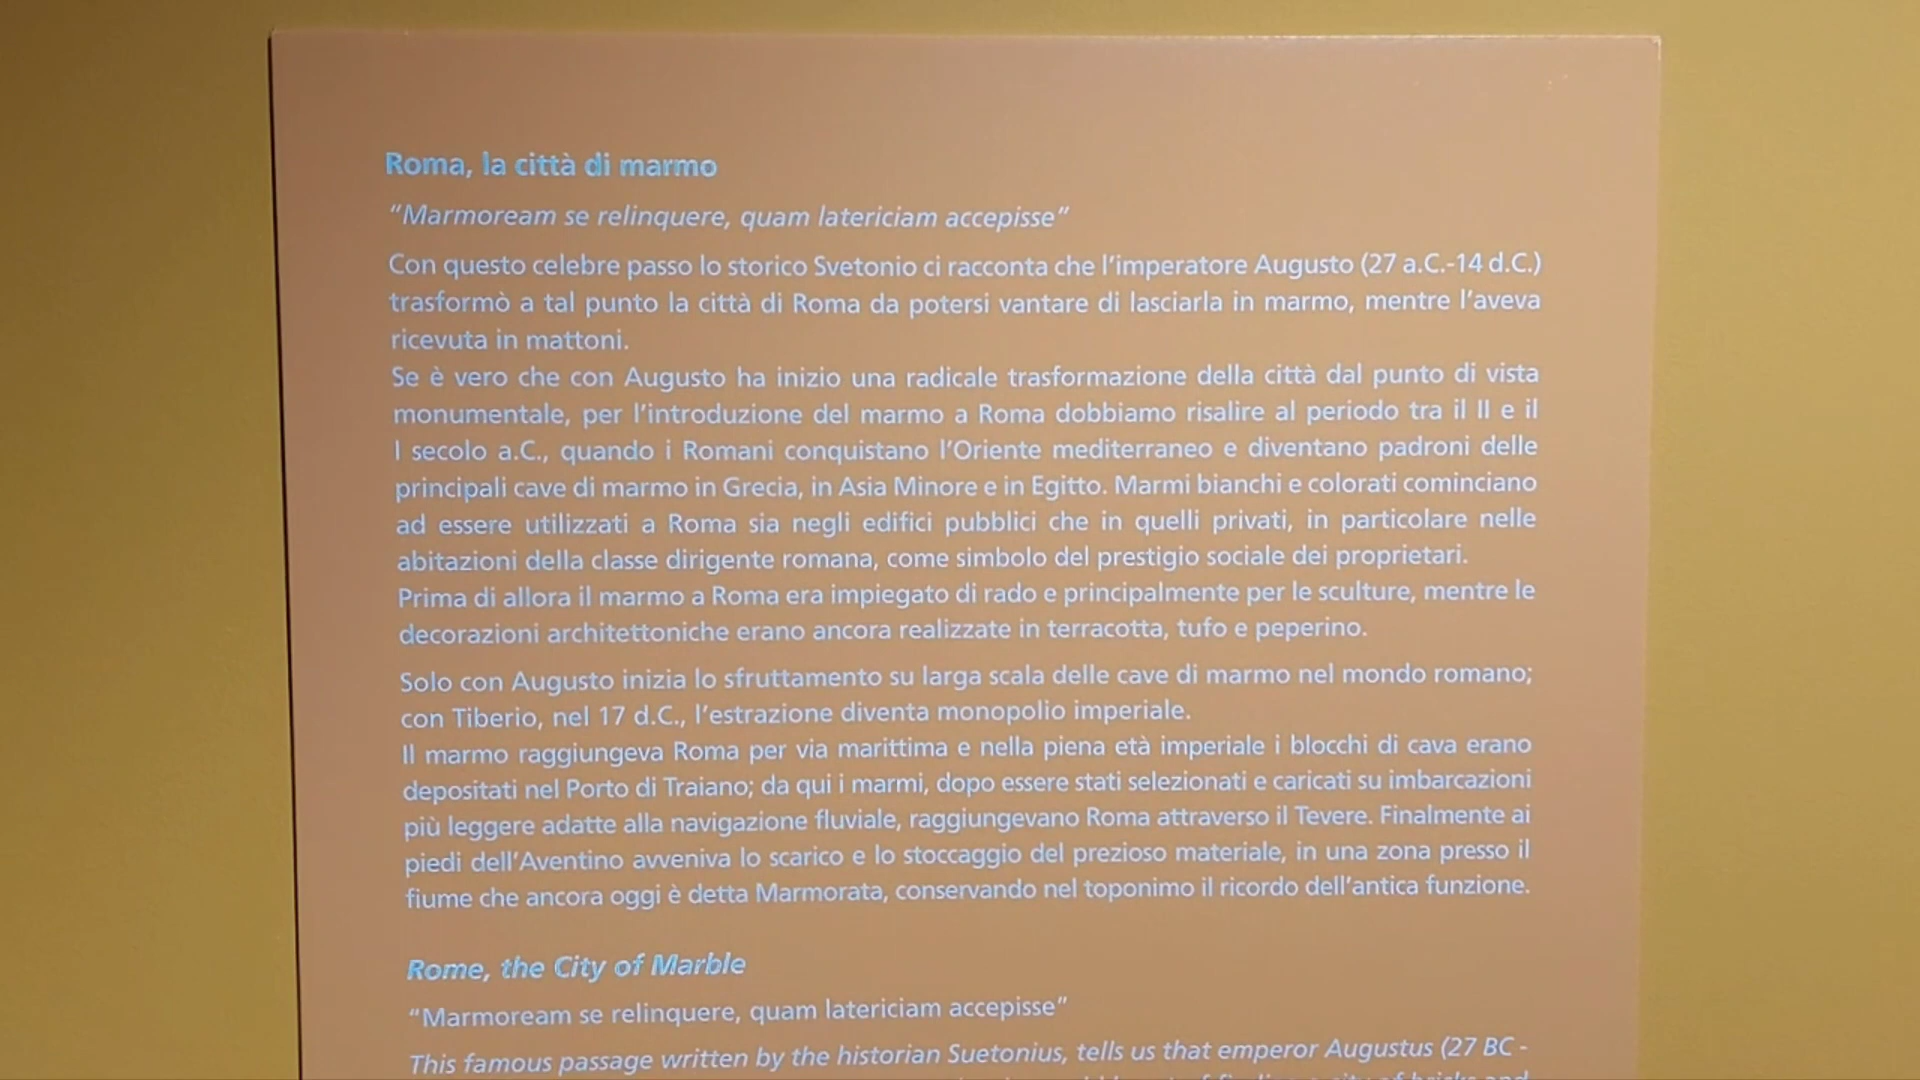 Roma, la città di marmo
“Marmoream se relinquere, quam latericiam accepisse”
Con questo celebre passo lo storico Svetonio ci racconta che l’imperatore Augusto (27 a.C.-14 d.C.)
trasformò a tal punto la città di Roma da potersi vantare di lasciarla in marmo, mentre l’aveva
ricevuta in mattoni.
Se è vero che con Augusto ha inizio una radicale trasformazione della città dal punto di vista
monumentale, per l’introduzione del marmo a Roma dobbiamo risalire al periodo tra il II e il
I secolo a.C., quando i Romani conquistano l’Oriente mediterraneo e diventano padroni delle
principali cave di marmo in Grecia, in Asia Minore e in Egitto. Marmi bianchi e colorati cominciano
ad essere utilizzati a Roma sia negli edifici pubblici che in quelli privati, in particolare nelle
abitazioni della classe dirigente romana, come simbolo del prestigio sociale dei proprietari.
Prima di allora il marmo a Roma era impiegato di rado e principalmente per le sculture, mentre le
decorazioni architettoniche erano ancora realizzate in terracotta, tufo e peperino.
Solo con Augusto inizia lo sfruttamento su larga scala delle cave di marmo nel mondo romano;
con Tiberio, nel 17 d.C., l’estrazione diventa monopolio imperiale.
Il marmo raggiungeva Roma per via marittima e nella piena età imperiale i blocchi di cava erano
depositati nel Porto di Traiano; da qui i marmi, dopo essere stati selezionati e caricati su imbarcazioni
più leggere adatte alla navigazione fluviale, raggiungevano Roma attraverso il Tevere. Finalmente ai
piedi dell’Aventino avveniva lo scarico e lo stoccaggio del prezioso materiale, in una zona presso il
fiume che ancora oggi è detta Marmorata, conservando nel toponimo il ricordo dell’antica funzione.
Rome, the City of Marble
“Marmoream se relinquere, quam latericiam accepisse”
This famous passage written by the historian Suetonius, tells us that emperor Augustus (27 BC -